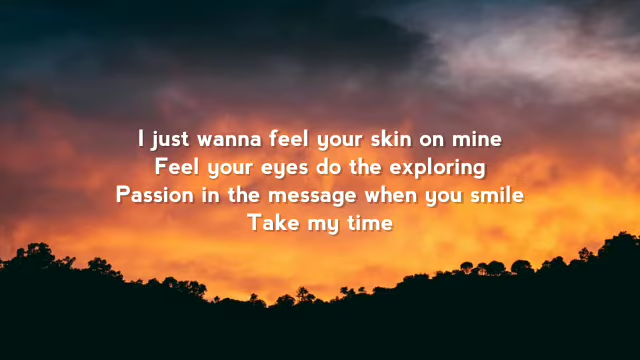 I just wanna feel your skin on mine
Feel your eyes do the exploring
Passion in the message when you smile
Take my time